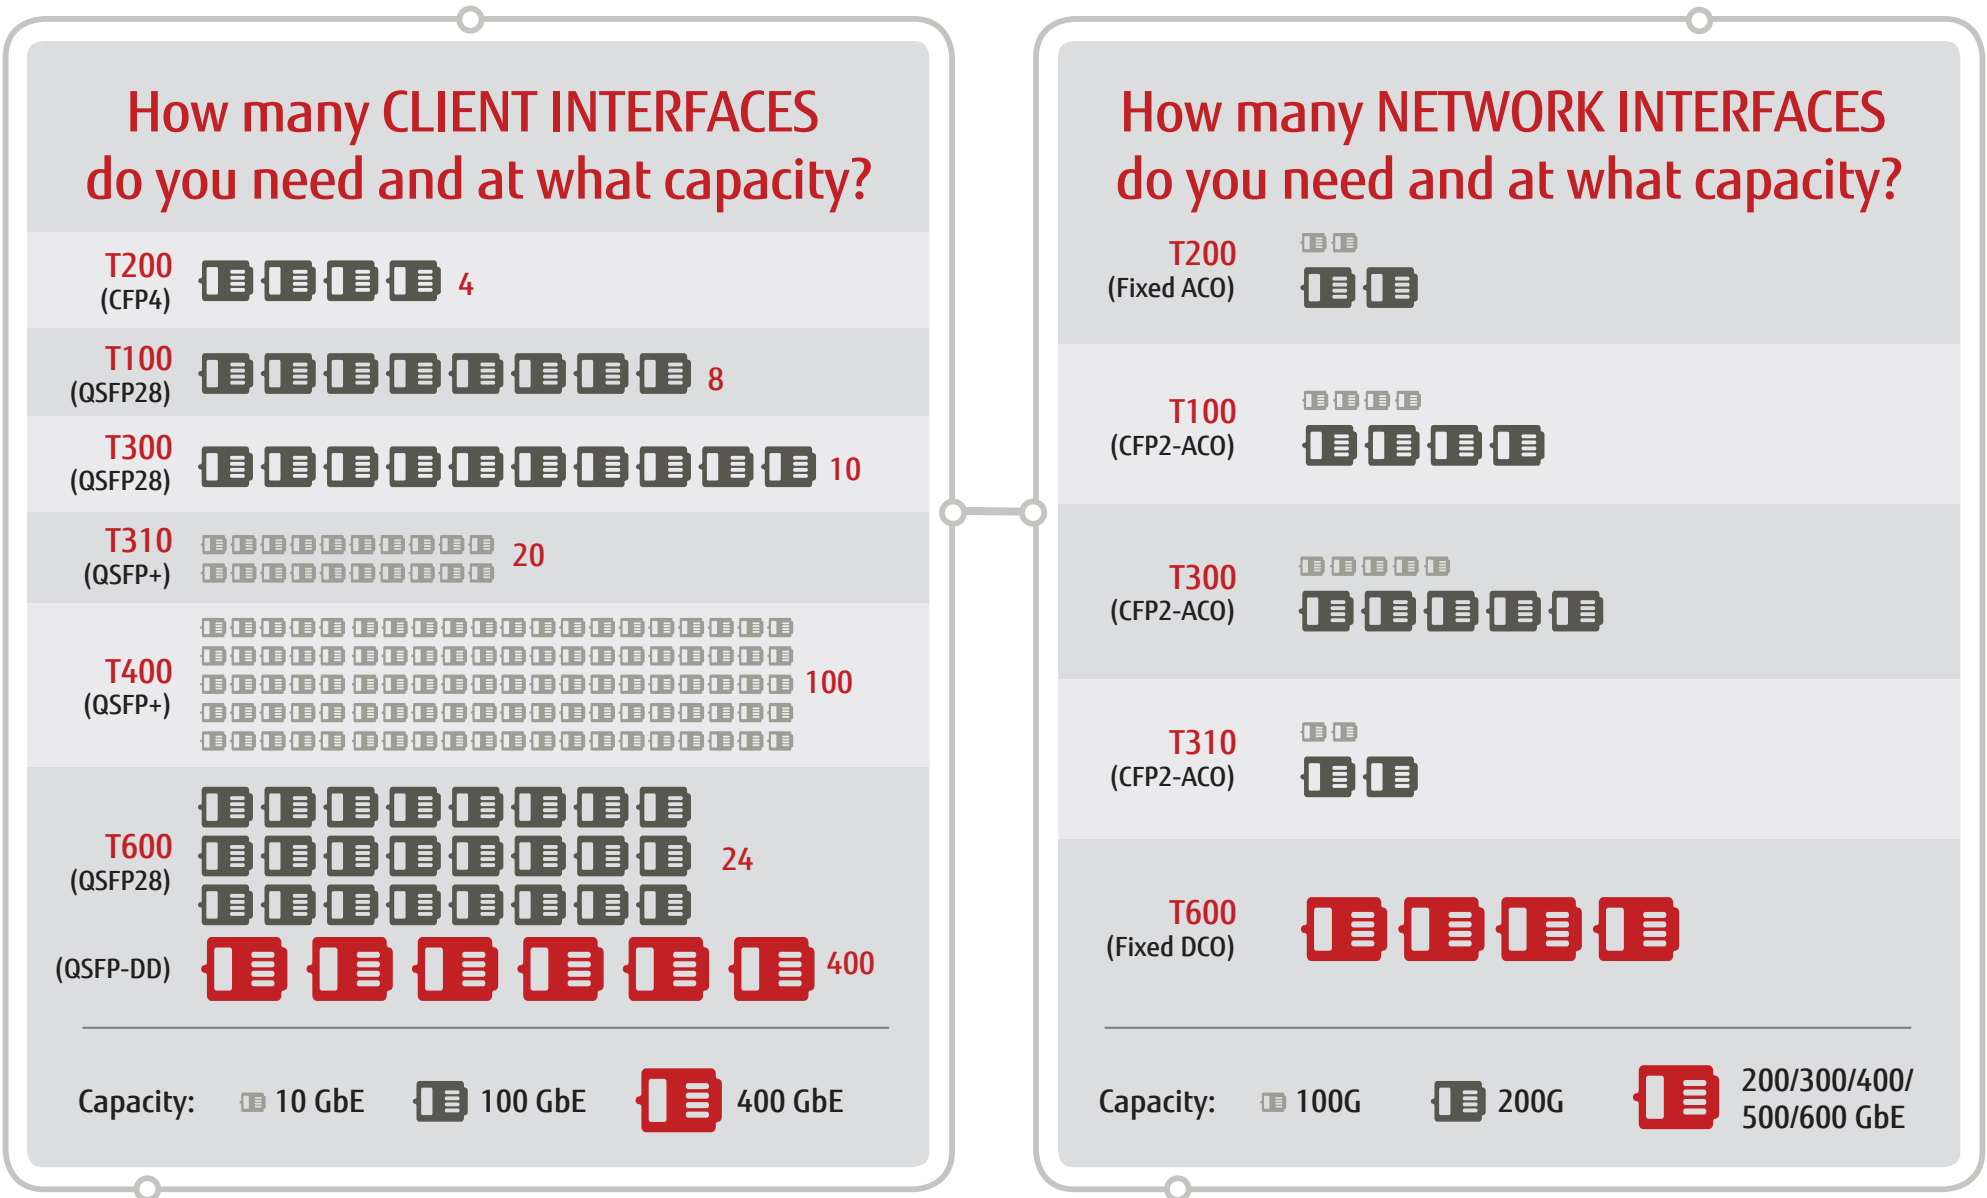 How many CLIENT INTERFACES
do you need and at what capacity?
T200
(CFP4)
4
T100
(QSFP28)
8
T300
(QSFP28)
10
T310
(QSFP+)
20
T400
(QSFP+)
100
T600
(QSFP28)
24
(QSFP-DD)
400
Capacity: 10 GbE 100 GbE 400 GbE
How many NETWORK INTERFACES
do you need and at what capacity?
T200
(Fixed ACO)
T100
(CFP2-ACO)
T300
(CFP2-ACO)
T310
(CFP2-ACO)
T600
(Fixed DCO)
Capacity: 100G 200G 200/300/400/
500/600 GbE